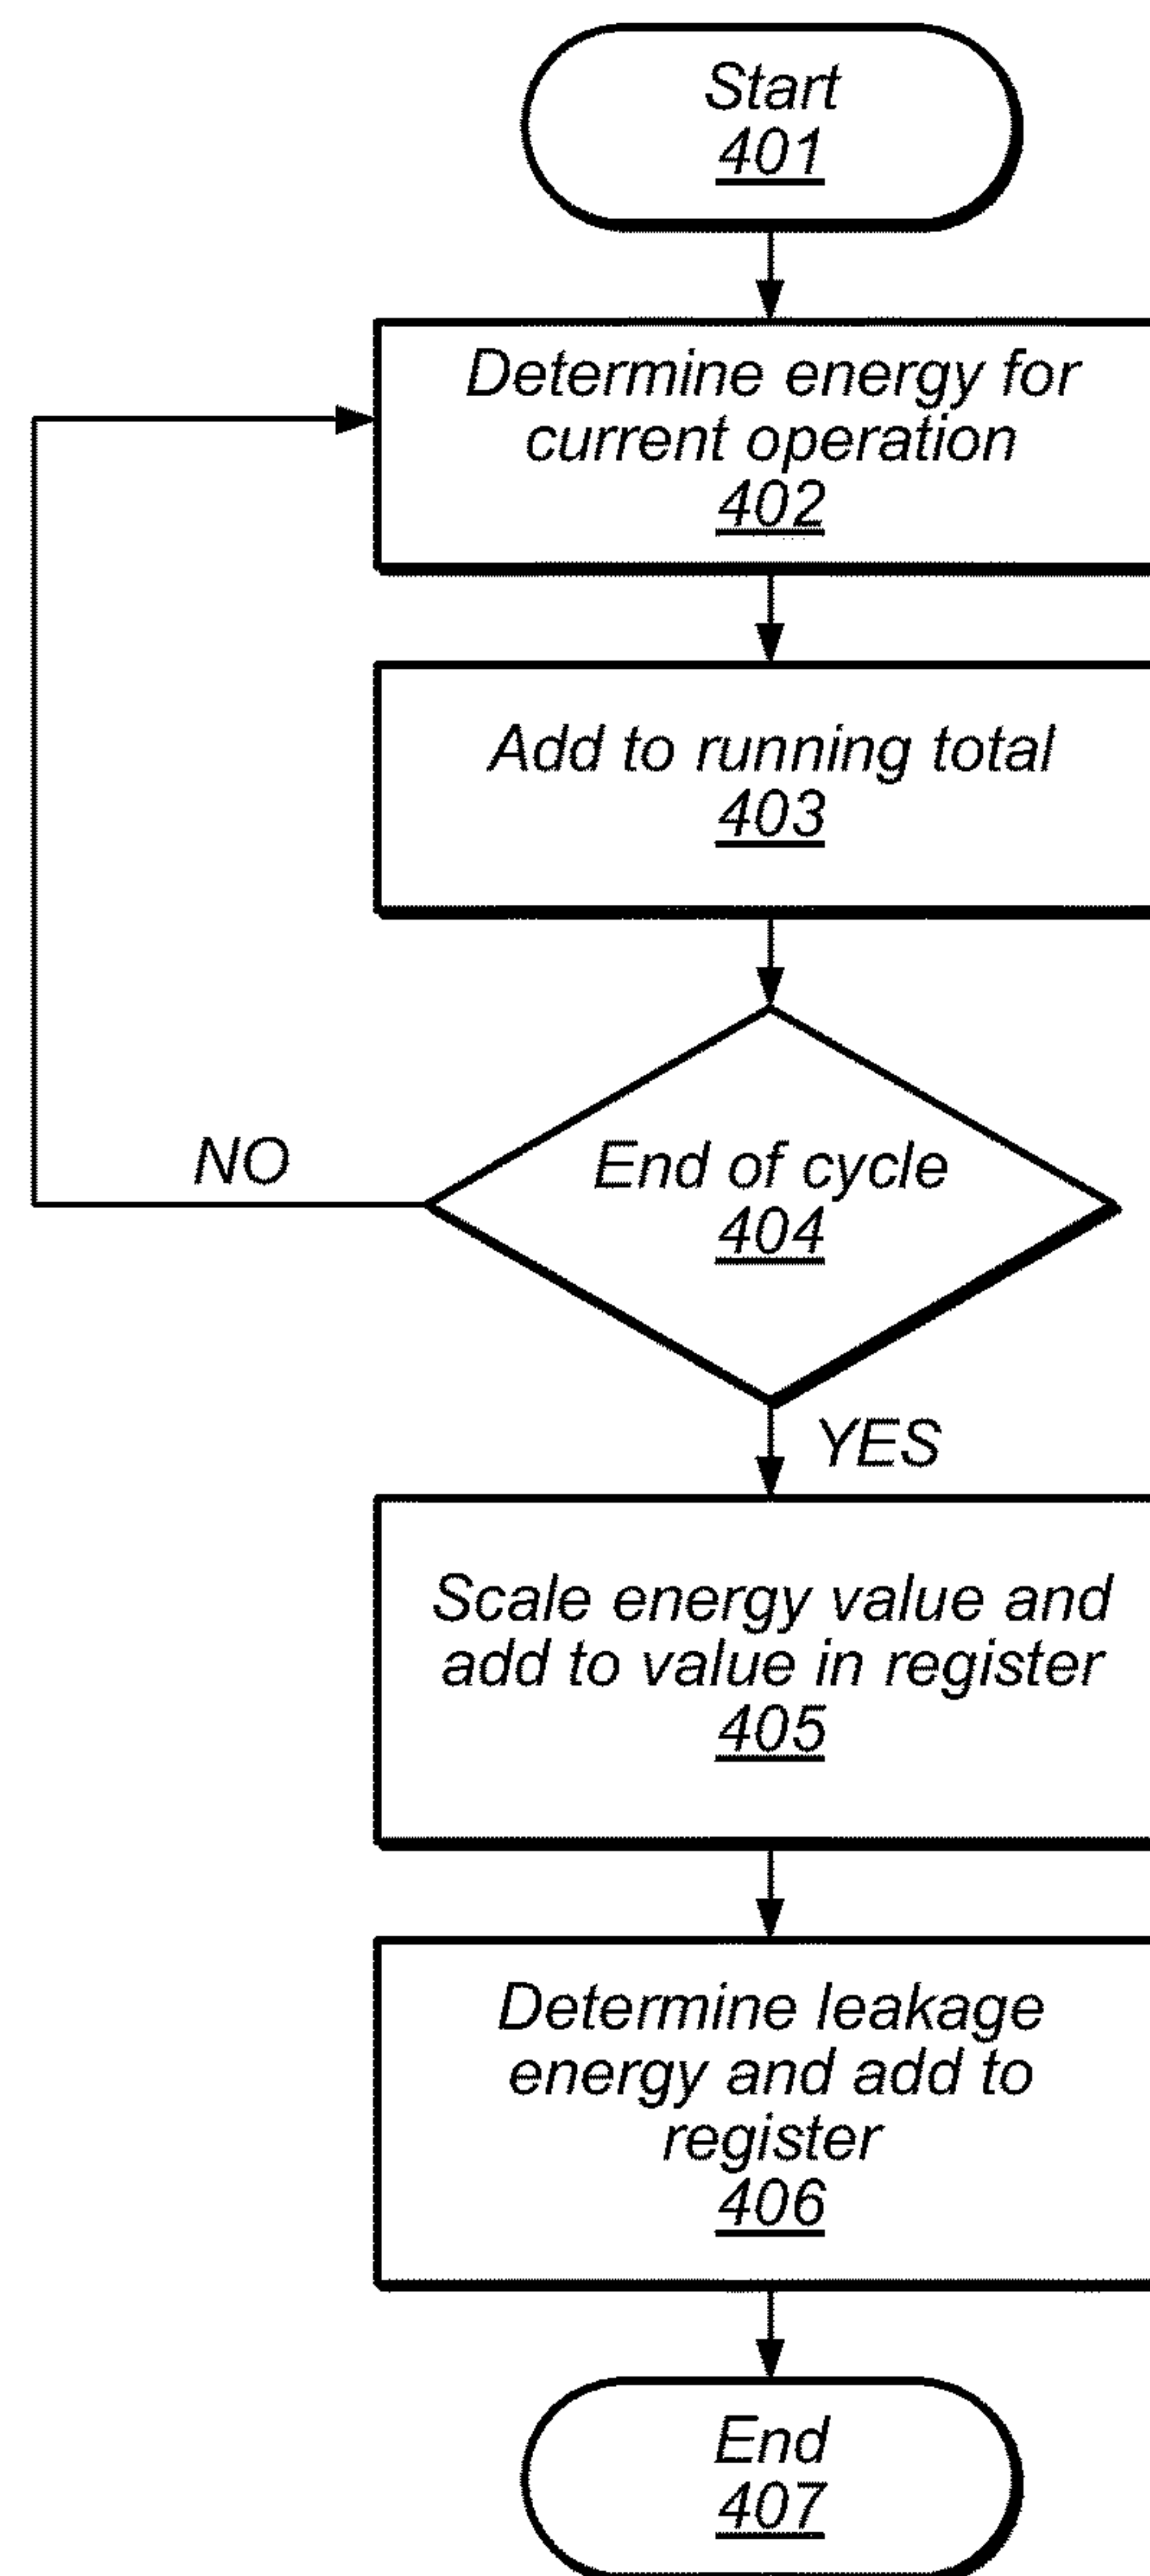 Start
401
Determine energy for
current operation
402
Add to running total
403
NO
End of cycle
404
YES
Scale energy value and
add to value in register
405
Determine leakage
energy and add to
register
406
End
407